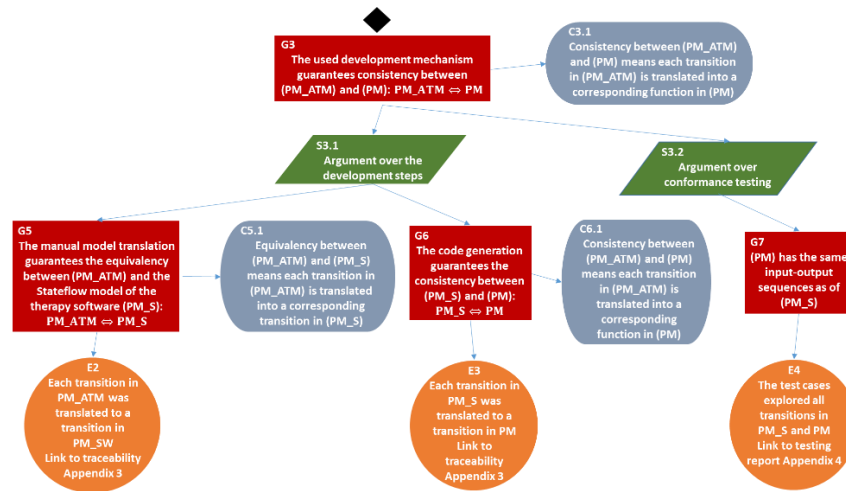 G3
The used development mechanism
guarantees consistency between
(PM_ATM) and (PM): PM_ATM ⇔ PM
C3.1
Consistency between (PM_ATM)
and (PM) means each transition
in (PM_ATM) is translated into a
corresponding function in (PM)
S3.1
Argument over the
development steps
S3.2
Argument over
conformance testing
G5
The manual model translation
guarantees the equivalency
between (PM_ATM) and the
Stateflow model of the
therapy software (PM_S):
PM_ATM ⇔ PM_S
C5.1
Equivalency between
(PM_ATM) and (PM_S)
means each transition in
(PM_ATM) is translated
into a corresponding
transition in (PM_S)
G6
The code generation
guarantees the
consistency between
(PM_S) and (PM):
PM_S ⇔ PM
C6.1
Consistency between
(PM_ATM) and (PM)
means each transition
in (PM_ATM) is
translated into a
corresponding
function in (PM)
G7
(PM) has the same
input-output
sequences as of
(PM_S)
E2
Each transition in
PM_ATM was
translated to a
transition in
PM_SW
Link to traceability
Appendix 3
E3
Each transition in
PM_S was
translated to a
transition in PM
Link to
traceability
Appendix 3
E4
The test cases
explored all
transitions in
PM_S and PM
Link to testing
report Appendix 4